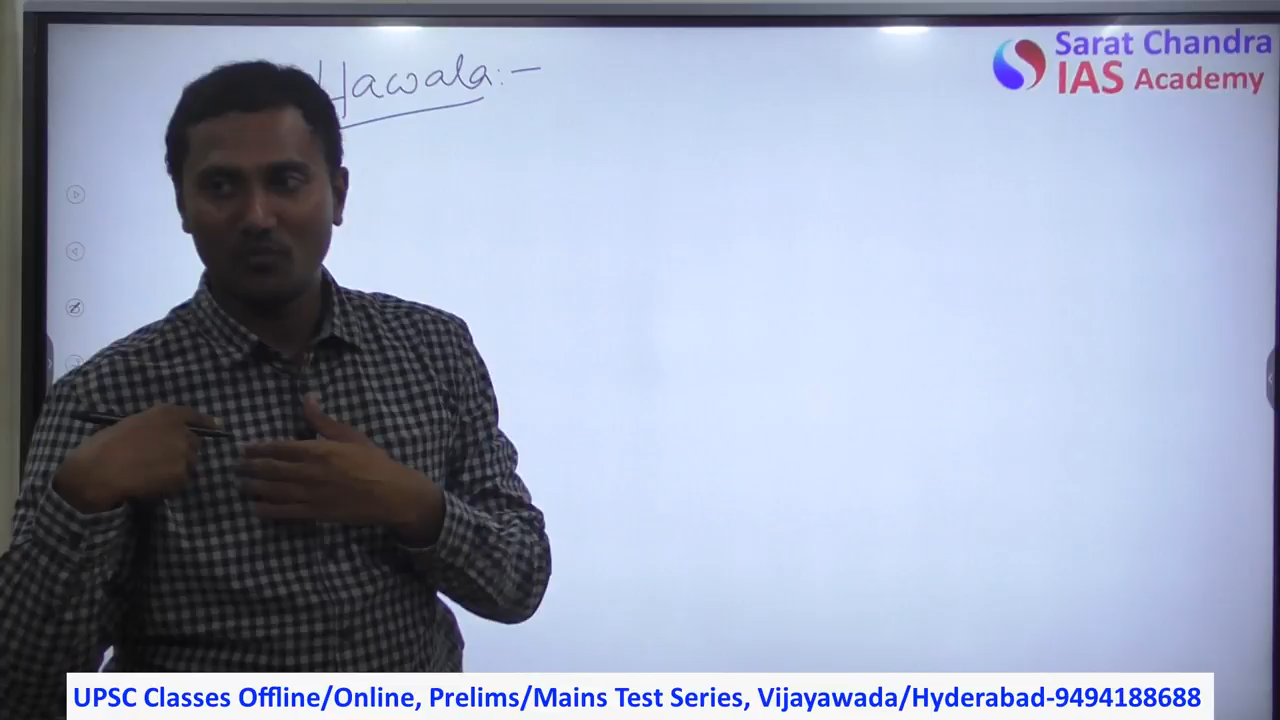 Hawala:-
Sarat Chandra
IAS Academy
UPSC Classes Offline/Online, Prelims/Mains Test Series, Vijayawada/Hyderabad-9494188688